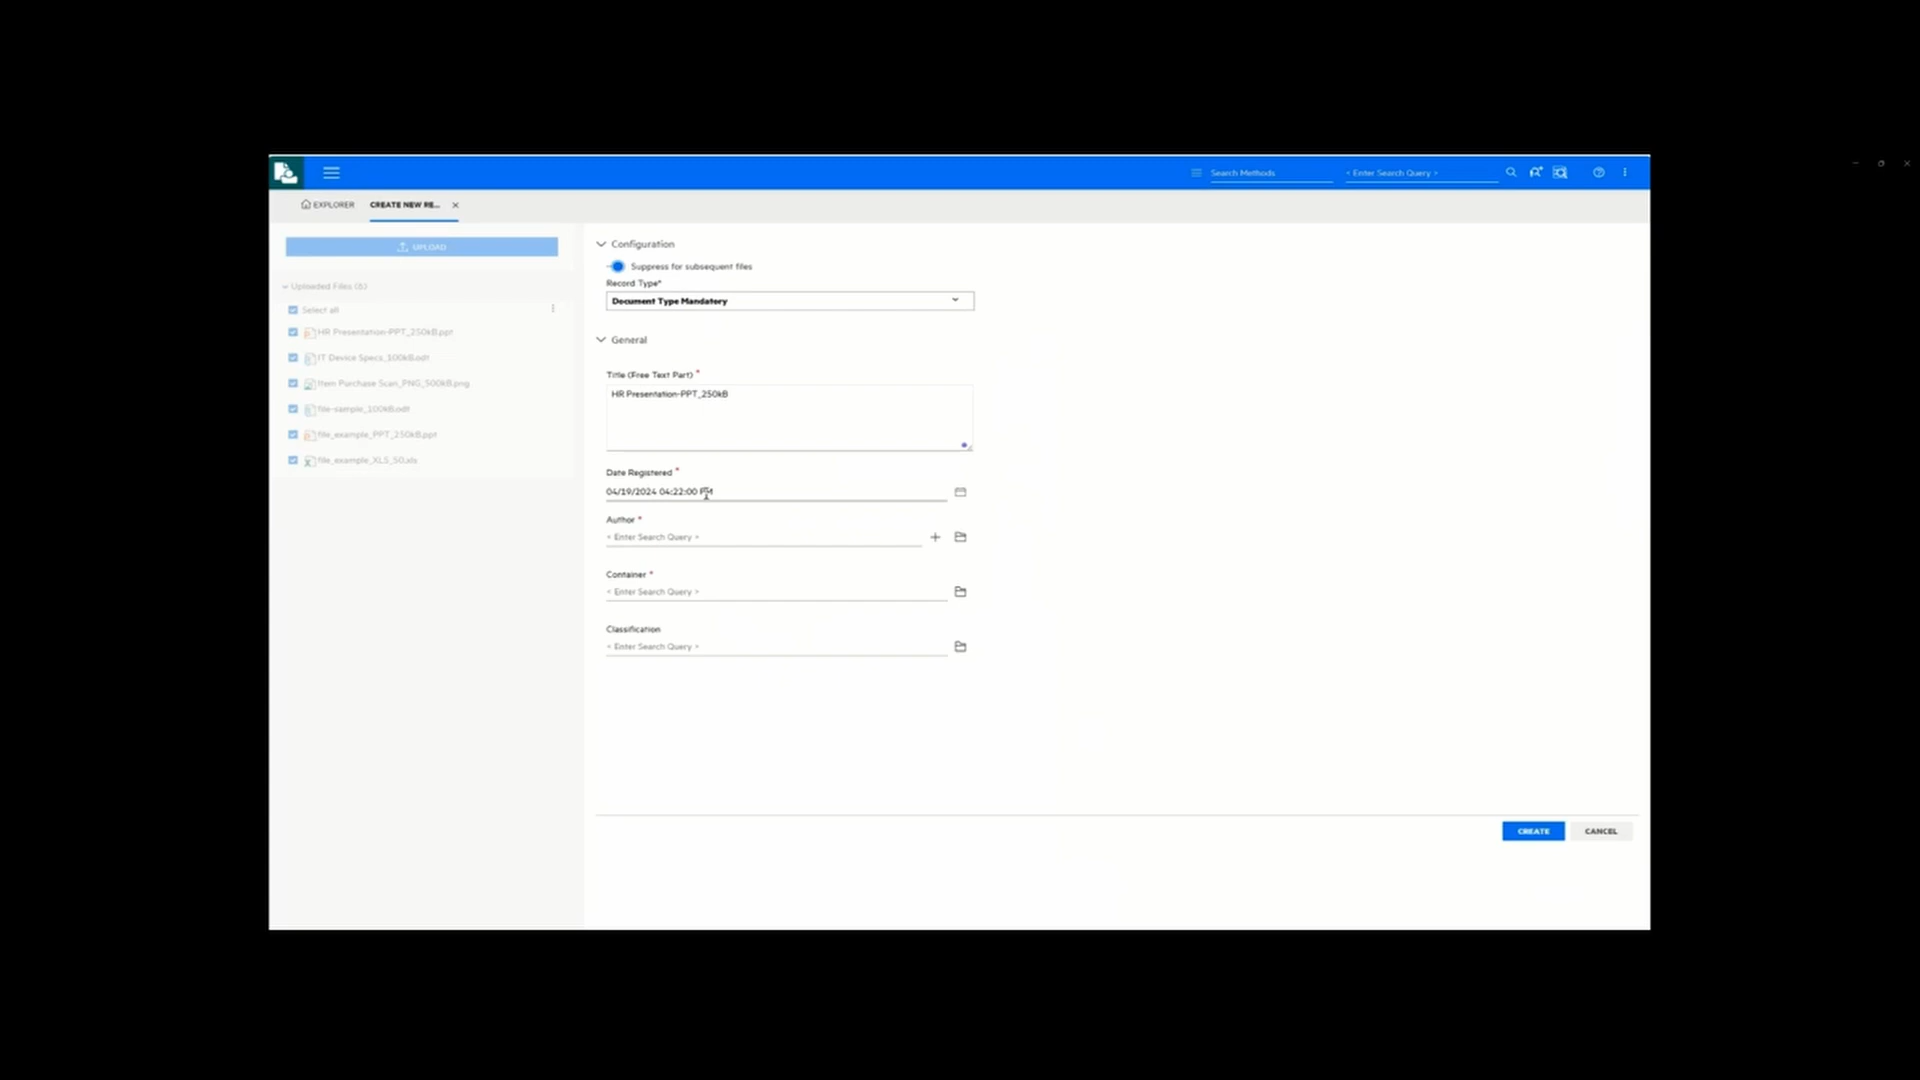 Search Methods
< Enter Search Query >
EXPLORER
CREATE NEW RE...
UPLOAD
Uploaded Files (6)
Select all
HR Presentation-PPT_250kB.ppt
IT Device Specs_100kB.odt
Item Purchase Scan_PNG_500kB.png
file-sample_100kB.odt
file_example_PPT_250kB.ppt
file_example_XLS_50.xls
Configuration
Suppress for subsequent files
Record Type*
Document Type Mandatory
General
Title (Free Text Part) *
HR Presentation-PPT_250kB
Date Registered *
04/19/2024 04:22:00 PM
Author *
< Enter Search Query >
Container *
< Enter Search Query >
Classification
< Enter Search Query >
CREATE
CANCEL